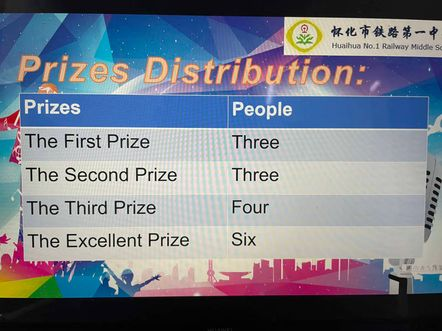 怀化市铁路第一中
Huaihua No.1 Railway Middle
Prizes Distribution:
Prizes People
The First Prize Three
The Second Prize Three
The Third Prize Four
The Excellent Prize Six